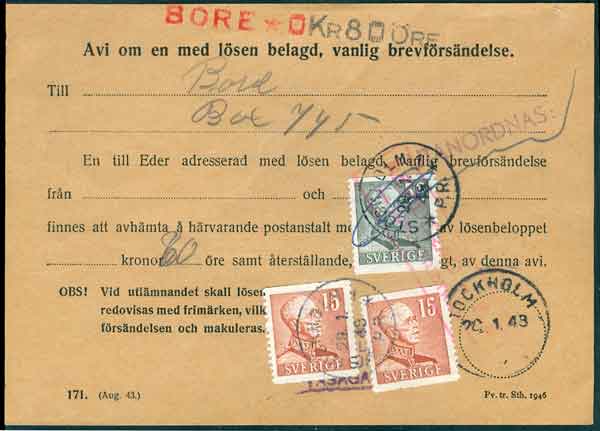 BORE * 0 KR 80 ÖRE
Avi om en med lösen belagd, vanlig brevförsändelse.
Till Bore
Box 745
ANORDNAS:
En till Eder adresserad med lösen belagd, vanlig brevförsändelse
från och
finnes att avhämta å härvarande postanstalt av lösenbeloppet
kronor 80 öre samt återställande, gt, av denna avi.
OBS! Vid utlämnandet skall lösen
redovisas med frimärken, vilk
försändelsen och makuleras.
SVERIGE
15
SVERIGE
15
SVERIGE
STOCKHOLM
20. 1. 48
171. (Aug. 43.)
Pv. tr. Sth. 1946